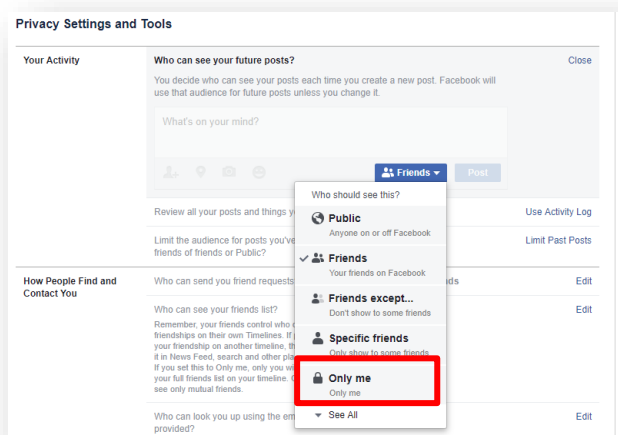 Privacy Settings and Tools
Your Activity
Who can see your future posts?
Close
You decide who can see your posts each time you create a new post. Facebook will
use that audience for future posts unless you change it.
What's on your mind?
Friends
Post
Who should see this?
Public
Anyone on or off Facebook
Friends
Your friends on Facebook
Friends except...
Don't show to some friends
Specific friends
Only show to some friends
Only me
Only me
See All
Review all your posts and things
Use Activity Log
Limit the audience for posts you've
friends of friends or Public?
Limit Past Posts
How People Find and
Contact You
Who can send you friend requests
Edit
Who can see your friends list?
Edit
Remember, your friends control who
friendships on their own Timelines. If
your friendship on another timeline,
it in News Feed, search and other
If you set this to Only me, only you
your full friends list on your timeline.
see only mutual friends.
Who can look you up using the
provided?
Edit